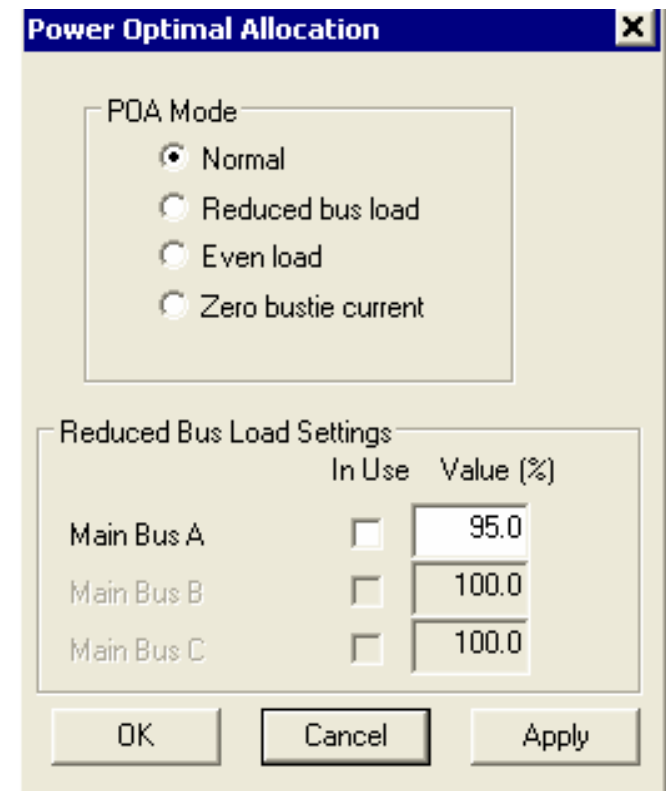 Power Optimal Allocation
POA Mode
Normal
Reduced bus load
Even load
Zero bustie current
Reduced Bus Load Settings
In Use Value (%)
Main Bus A 95.0
Main Bus B 100.0
Main Bus C 100.0
OK Cancel Apply